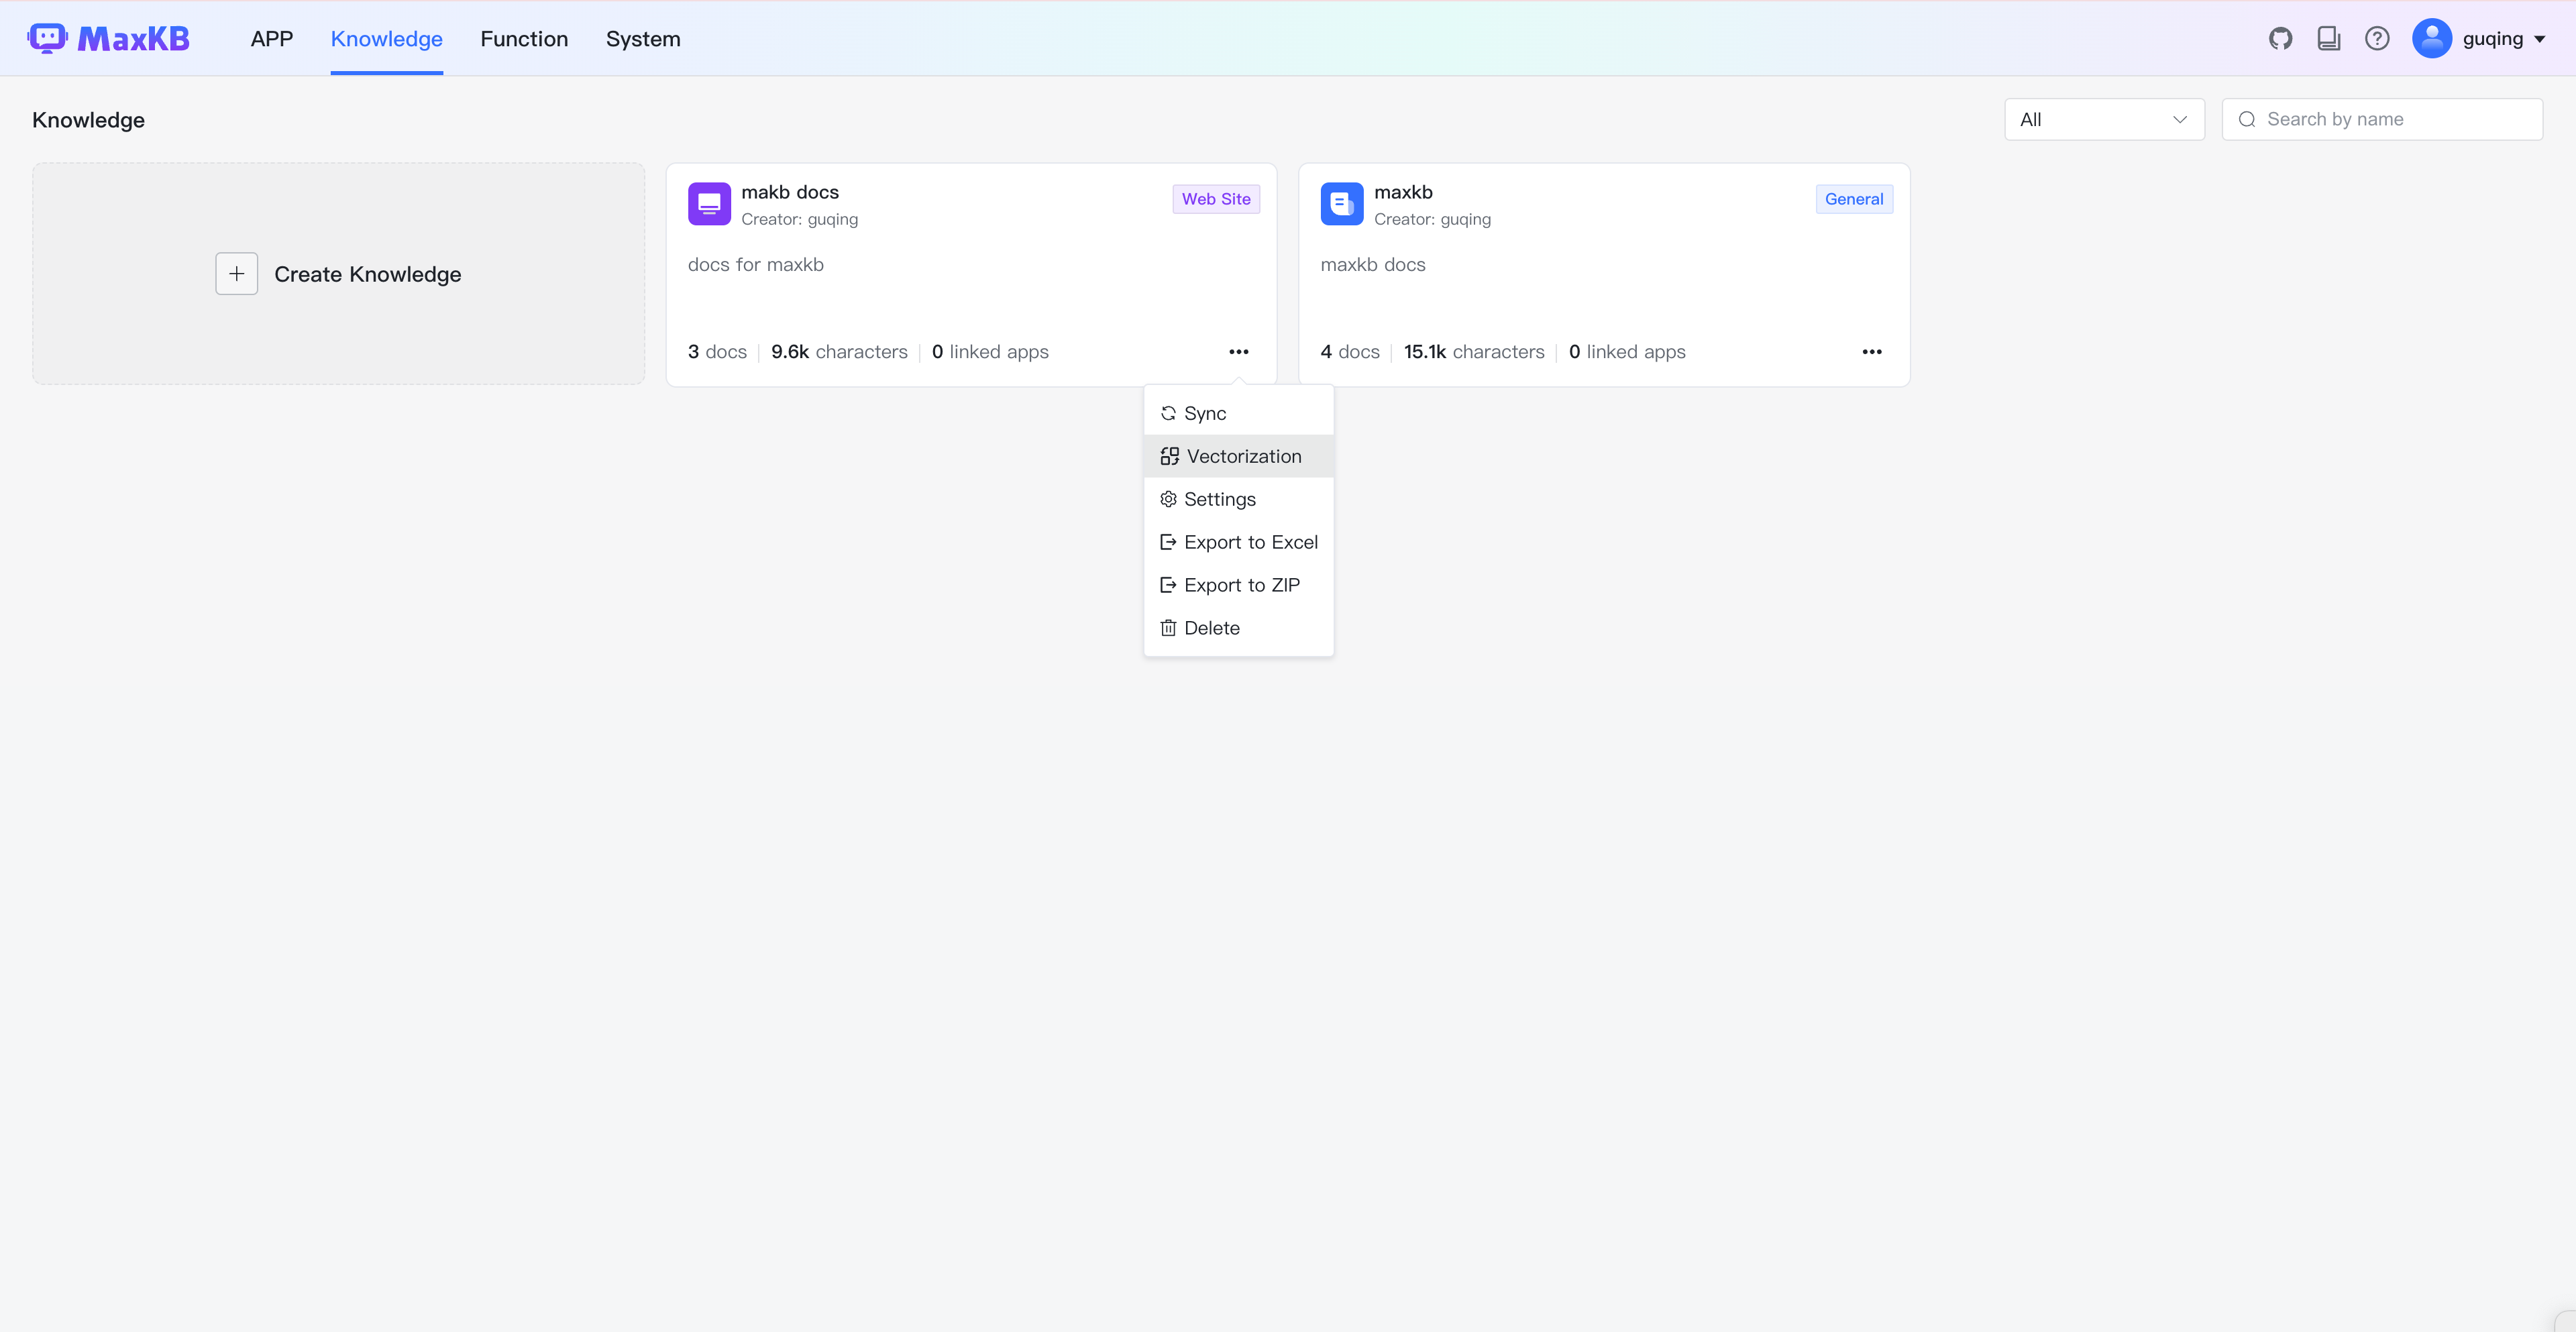 MaxKB APP Knowledge Function System guqing
Knowledge All Search by name
Create Knowledge
makb docs Web Site
Creator: guqing
docs for maxkb
3 docs 9.6k characters 0 linked apps
maxkb General
Creator: guqing
maxkb docs
4 docs 15.1k characters 0 linked apps
Sync
Vectorization
Settings
Export to Excel
Export to ZIP
Delete